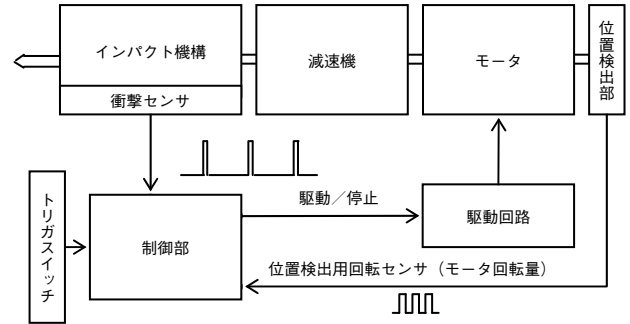 インパクト機構
減速機
モータ
位置検出部
衝撃センサ
トリガスイッチ
制御部
駆動／停止
駆動回路
位置検出用回転センサ（モータ回転量）